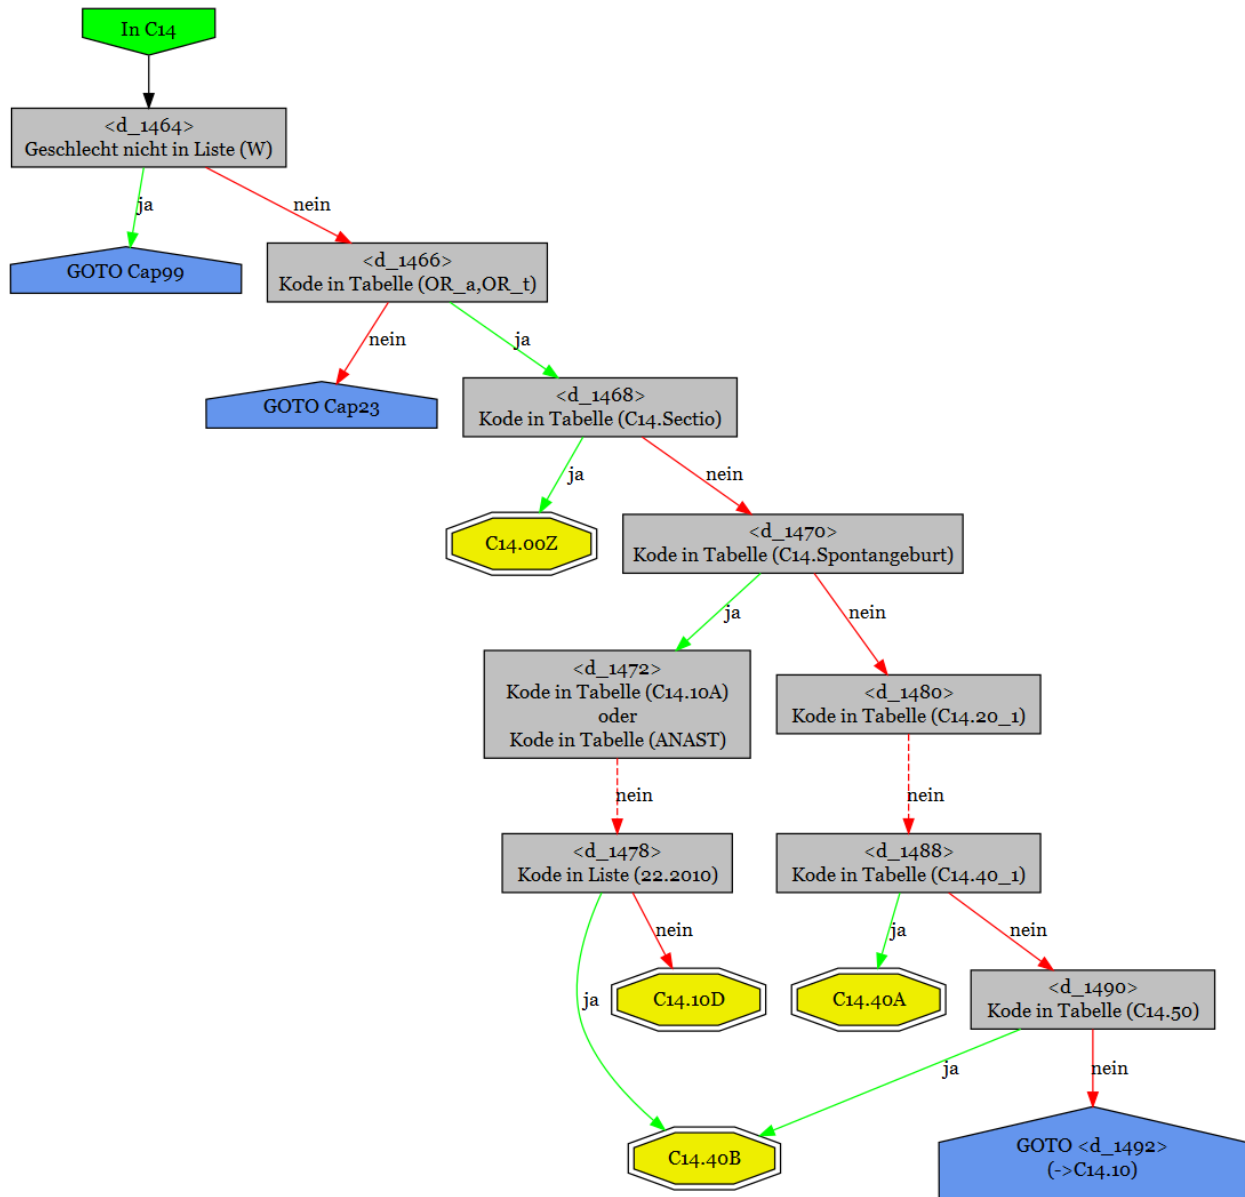 In C14
<d_1464>
Geschlecht nicht in Liste (W)
ja
nein
GOTO Cap99
<d_1466>
Kode in Tabelle (OR_a,OR_t)
nein
ja
GOTO Cap23
<d_1468>
Kode in Tabelle (C14.Sectio)
ja
nein
C14.00Z
<d_1470>
Kode in Tabelle (C14.Spontangeburt)
ja
nein
<d_1472>
Kode in Tabelle (C14.10A)
oder
Kode in Tabelle (ANAST)
<d_1480>
Kode in Tabelle (C14.20_1)
nein
nein
<d_1478>
Kode in Liste (22.2010)
<d_1488>
Kode in Tabelle (C14.40_1)
nein
ja
nein
C14.10D
C14.40A
<d_1490>
Kode in Tabelle (C14.50)
ja
ja
nein
C14.40B
GOTO <d_1492>
(->C14.10)